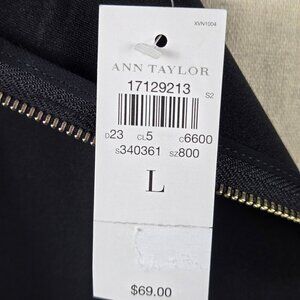 XVN1004
ANN TAYLOR
17129213 S2
D23 CL5 C6600
S340361 SZ800
L
$69.00